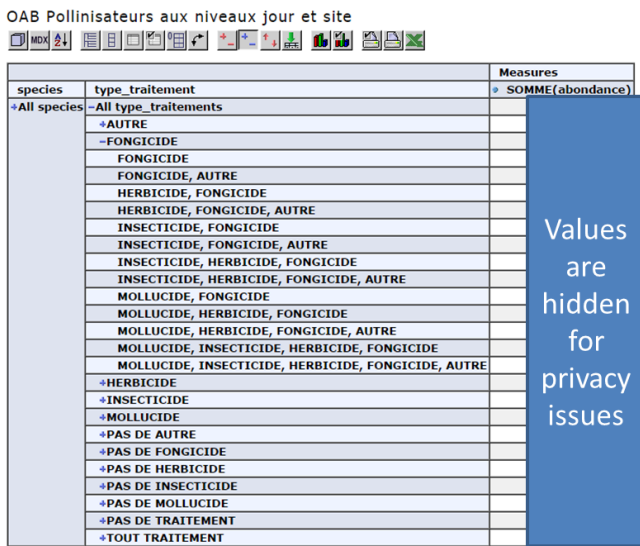 OAB Pollinisateurs aux niveaux jour et site
MDX
Measures
species type_traitement SOMME(abondance)
+All species -All type_traitements
+AUTRE
-FONGICIDE
FONGICIDE
FONGICIDE, AUTRE
HERBICIDE, FONGICIDE
HERBICIDE, FONGICIDE, AUTRE
INSECTICIDE, FONGICIDE
INSECTICIDE, FONGICIDE, AUTRE
INSECTICIDE, HERBICIDE, FONGICIDE
INSECTICIDE, HERBICIDE, FONGICIDE, AUTRE
MOLLUCIDE, FONGICIDE
MOLLUCIDE, HERBICIDE, FONGICIDE
MOLLUCIDE, HERBICIDE, FONGICIDE, AUTRE
MOLLUCIDE, INSECTICIDE, HERBICIDE, FONGICIDE
MOLLUCIDE, INSECTICIDE, HERBICIDE, FONGICIDE, AUTRE
+HERBICIDE
+INSECTICIDE
+MOLLUCIDE
+PAS DE AUTRE
+PAS DE FONGICIDE
+PAS DE HERBICIDE
+PAS DE INSECTICIDE
+PAS DE MOLLUCIDE
+PAS DE TRAITEMENT
+TOUT TRAITEMENT
Values
are
hidden
for
privacy
issues